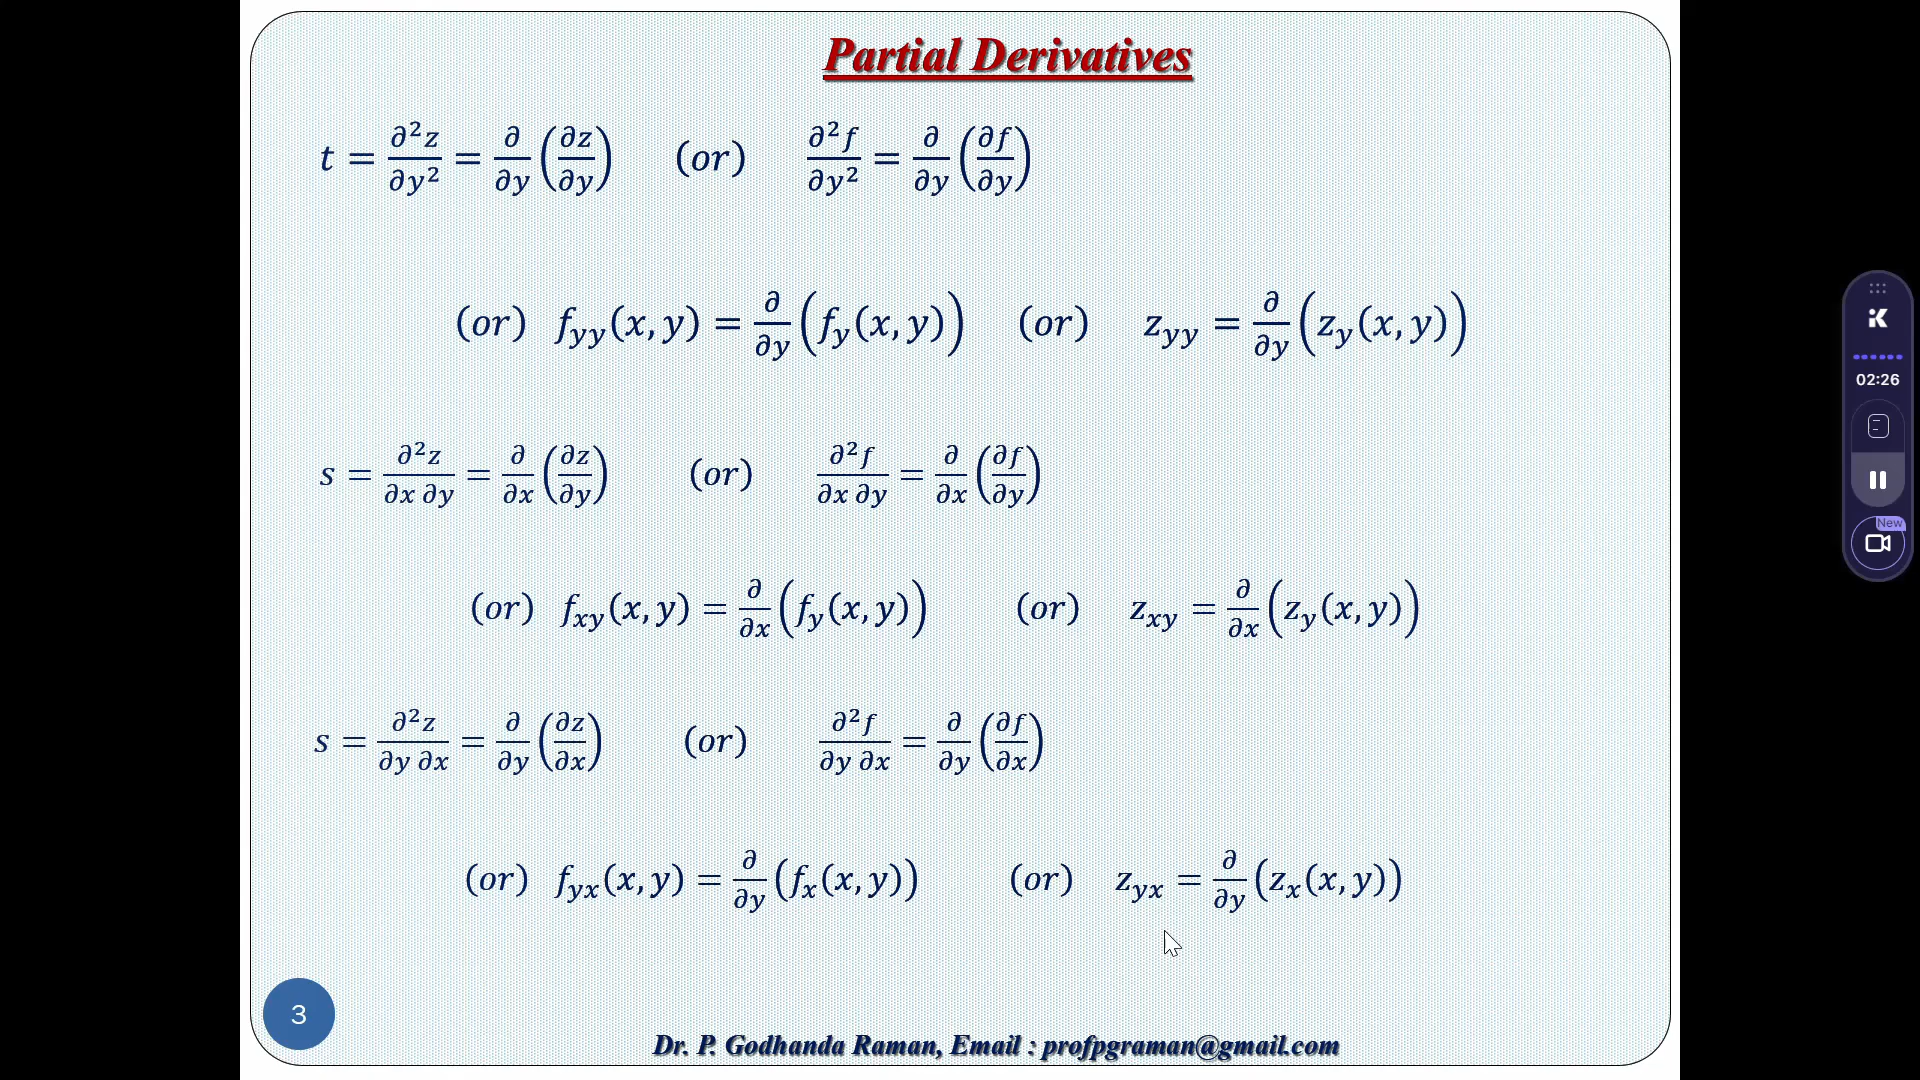 Partial Derivatives
t = ∂²z/∂y² = ∂/∂y (∂z/∂y) (or) ∂²f/∂y² = ∂/∂y (∂f/∂y)
(or) f_yy(x, y) = ∂/∂y (f_y(x, y)) (or) z_yy = ∂/∂y (z_y(x, y))
s = ∂²z/∂x ∂y = ∂/∂x (∂z/∂y) (or) ∂²f/∂x ∂y = ∂/∂x (∂f/∂y)
(or) f_xy(x, y) = ∂/∂x (f_y(x, y)) (or) z_xy = ∂/∂x (z_y(x, y))
s = ∂²z/∂y ∂x = ∂/∂y (∂z/∂x) (or) ∂²f/∂y ∂x = ∂/∂y (∂f/∂x)
(or) f_yx(x, y) = ∂/∂y (f_x(x, y)) (or) z_yx = ∂/∂y (z_x(x, y))
3
Dr. P. Godhanda Raman, Email : profpgraman@gmail.com
02:26
New